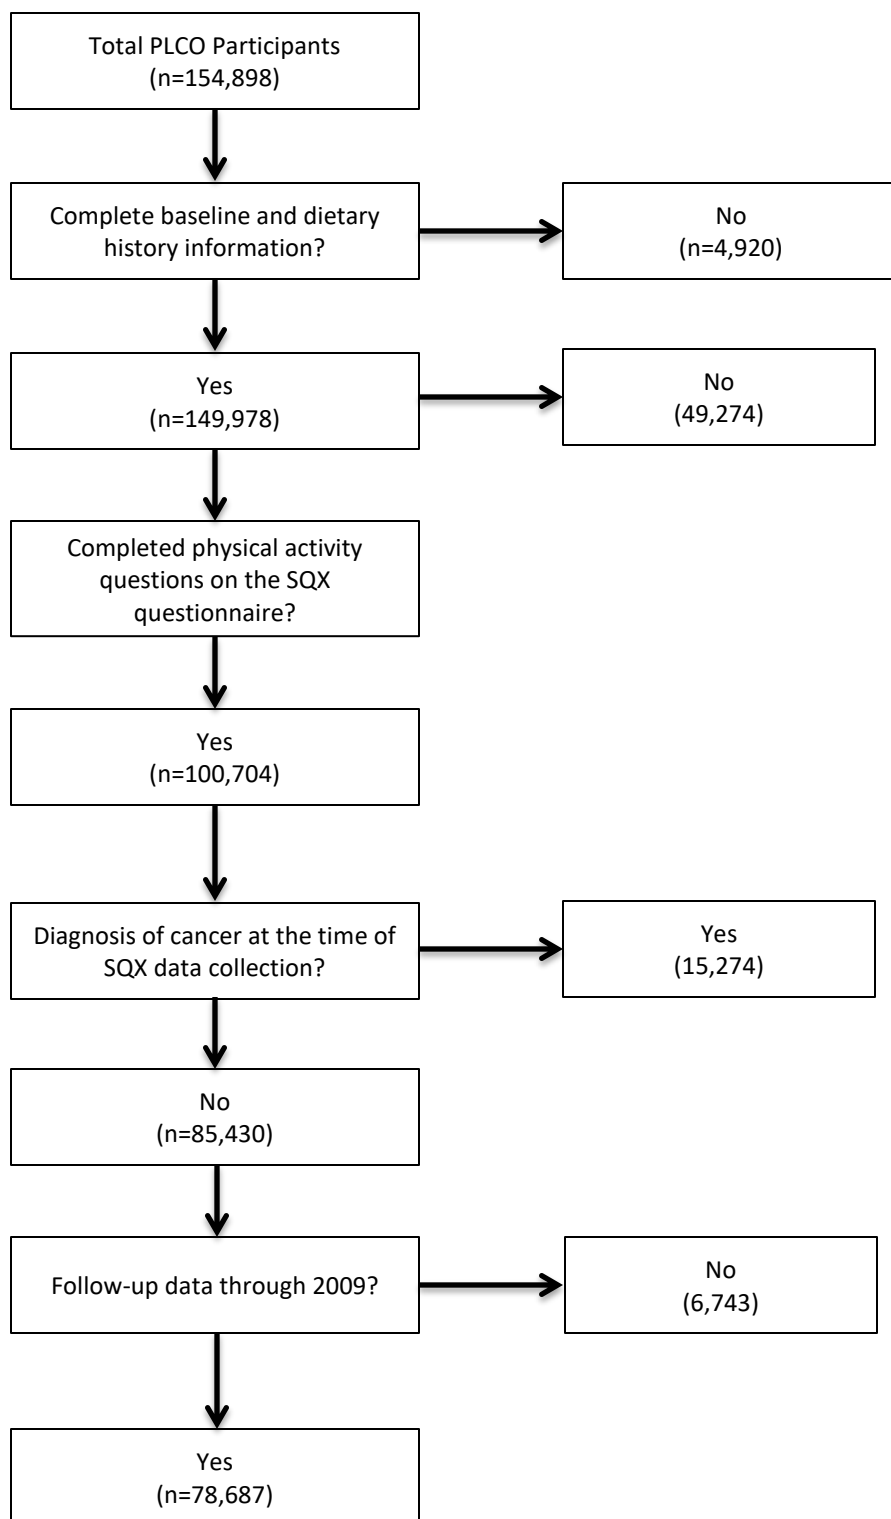 Total PLCO Participants
(n=154,898)
Complete baseline and dietary
history information?
No
(n=4,920)
Yes
(n=149,978)
No
(49,274)
Completed physical activity
questions on the SQX
questionnaire?
Yes
(n=100,704)
Diagnosis of cancer at the time of
SQX data collection?
Yes
(15,274)
No
(n=85,430)
Follow-up data through 2009?
No
(6,743)
Yes
(n=78,687)